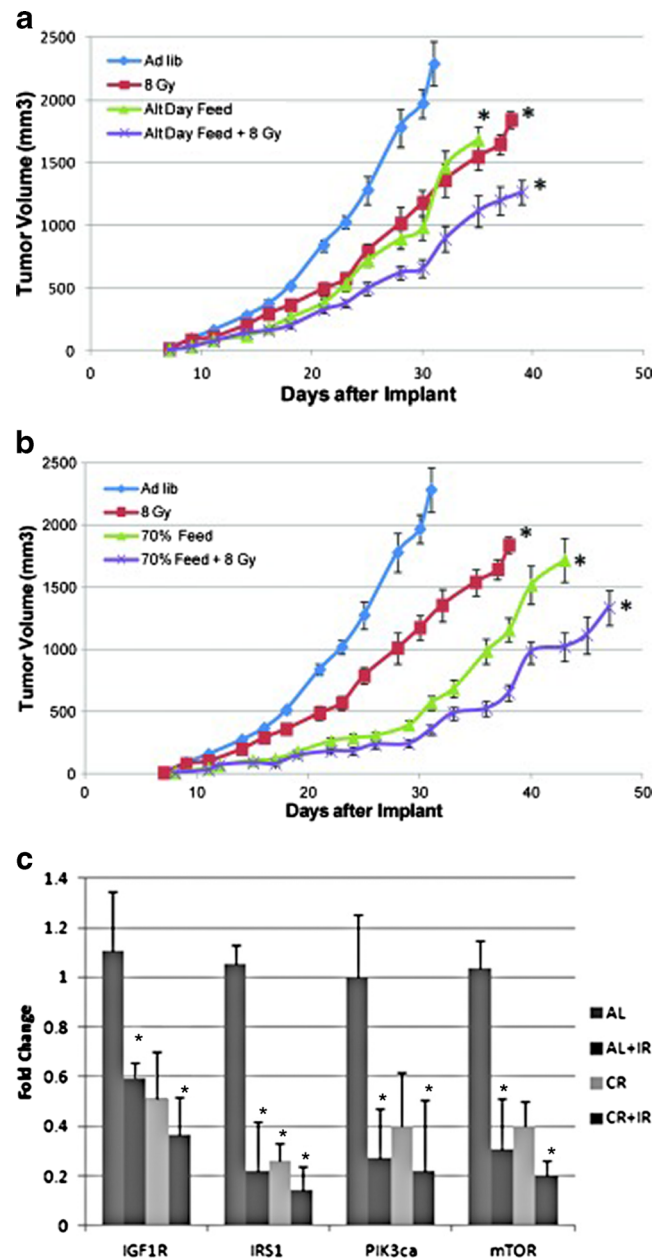 a
2500
2000
1500
1000
500
0
Tumor Volume (mm3)
Ad lib
8 Gy
Alt Day Feed
Alt Day Feed + 8 Gy
*
*
*
0
10
20
30
40
50
Days after Implant
b
2500
2000
1500
1000
500
0
Tumor Volume (mm3)
Ad lib
8 Gy
70% Feed
70% Feed + 8 Gy
*
*
*
0
10
20
30
40
50
Days after Implant
c
1.4
1.2
1
0.8
0.6
0.4
0.2
0
Fold Change
*
*
*
*
*
*
*
*
*
IGF1R
IRS1
PIK3ca
mTOR
AL
AL+IR
CR
CR+IR